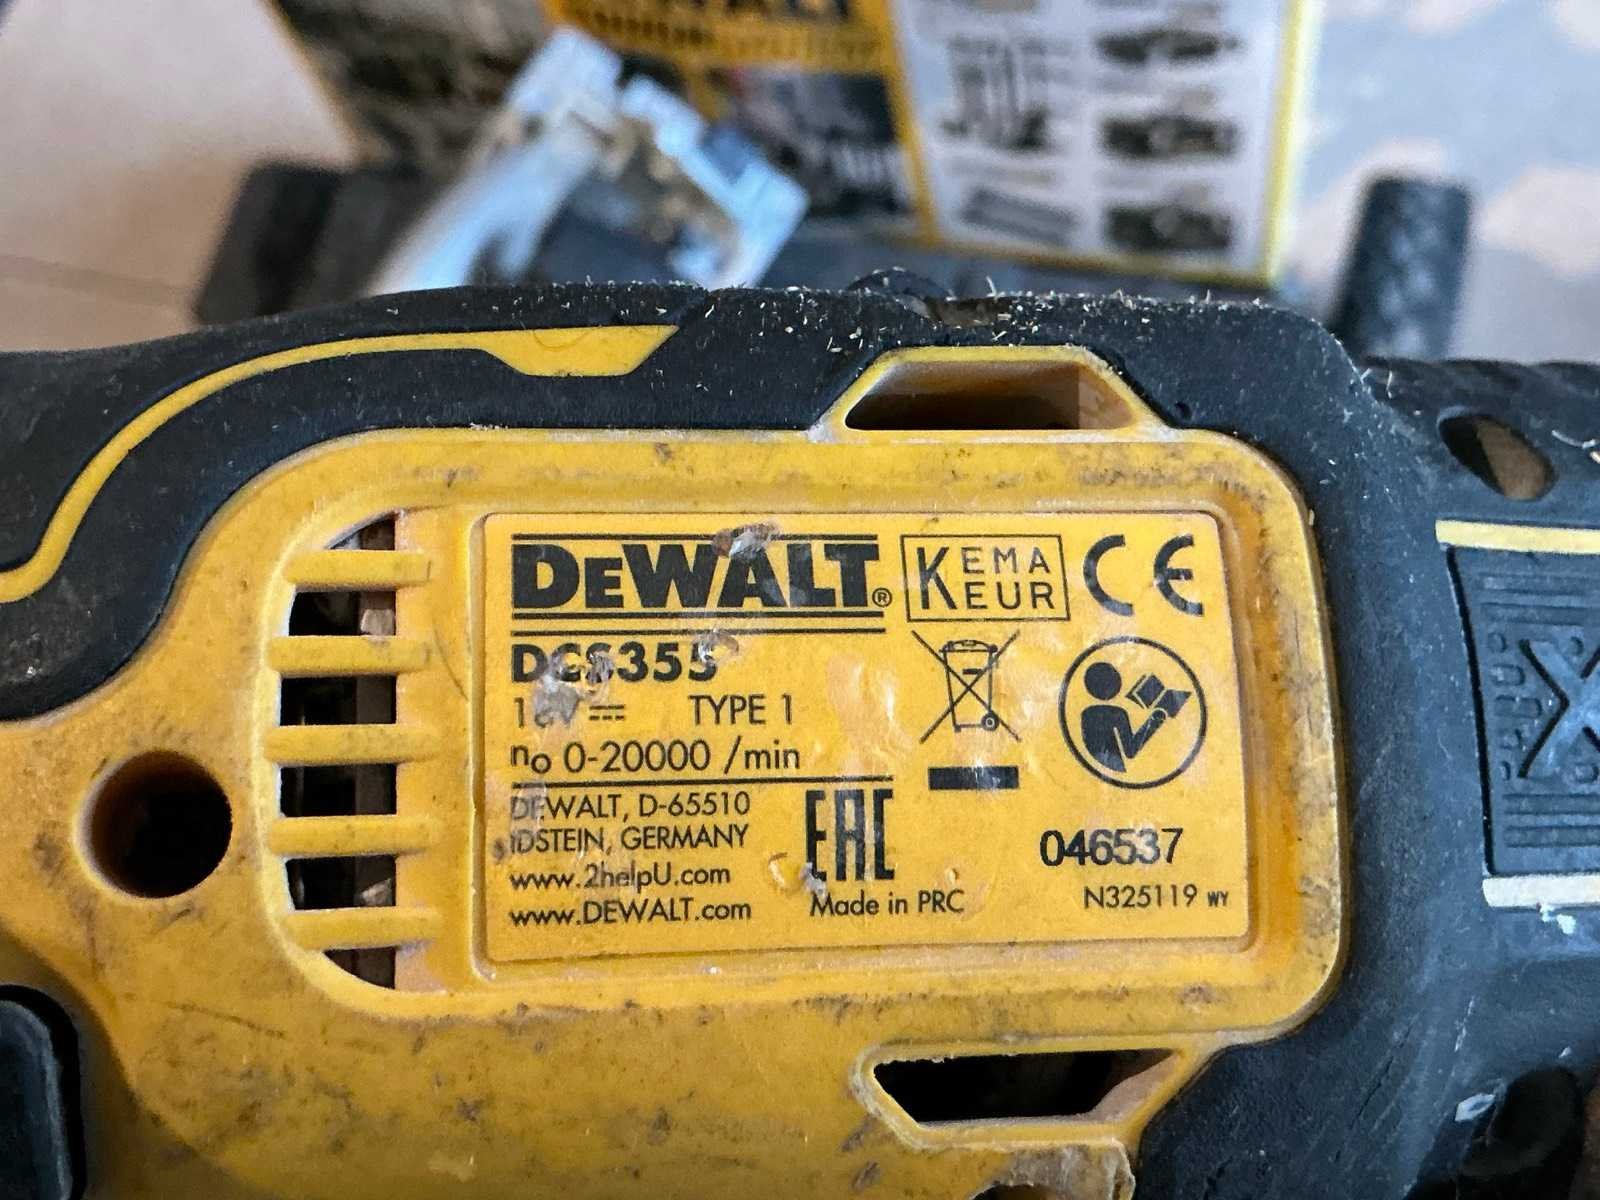 DEWALT
DEWALT®
KEMA
KEUR
CE
DCS355
18V TYPE 1
no 0-20000 /min
DEWALT, D-65510
IDSTEIN, GERMANY
www.2helpU.com
www.DEWALT.com
EAC
Made in PRC
046537
N325119 WY
X